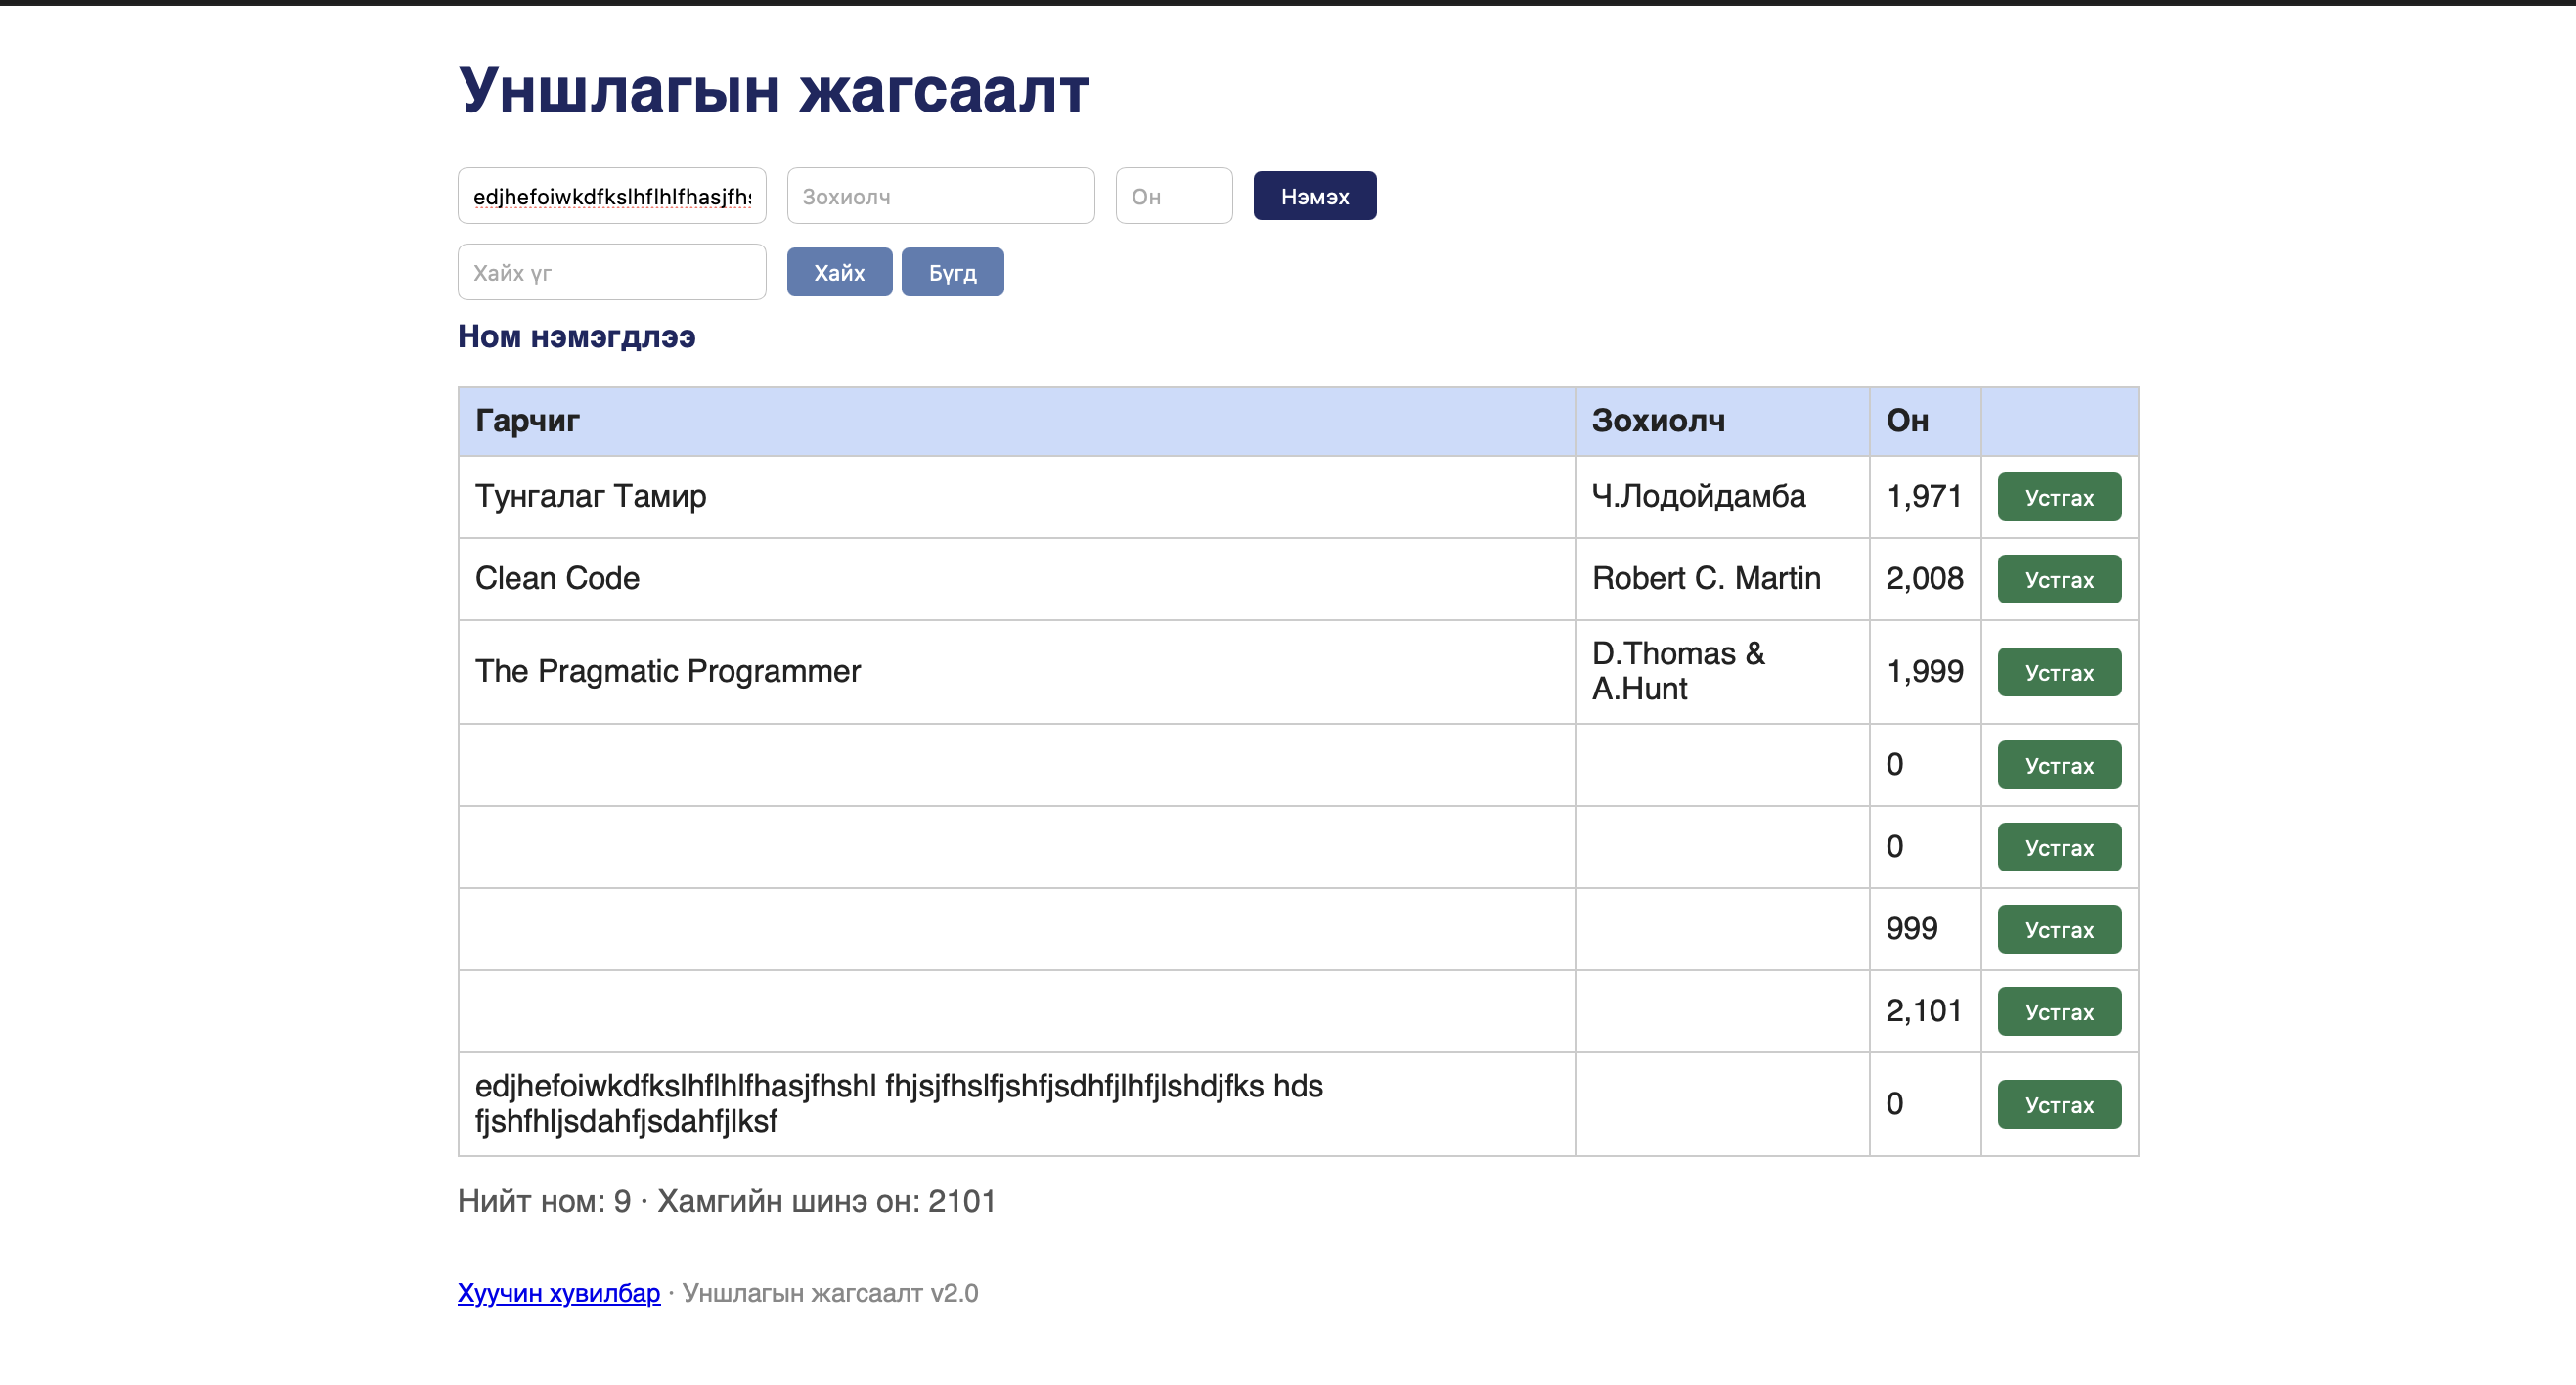 Уншлагын жагсаалт
edjhefoiwkdfkslhflhlfhasjfhs Зохиолч Он Нэмэх
Хайх үг Хайх Бүгд
Ном нэмэгдлээ
Гарчиг Зохиолч Он
Тунгалаг Тамир Ч.Лодойдамба 1,971 Устгах
Clean Code Robert C. Martin 2,008 Устгах
The Pragmatic Programmer D.Thomas &
A.Hunt 1,999 Устгах
0 Устгах
0 Устгах
999 Устгах
2,101 Устгах
edjhefoiwkdfkslhflhlfhasjfhshl fhjsjfhslfjshfjsdhfjlhfjlshdjfks hds
fjshfhljsdahfjsdahfjlksf 0 Устгах
Нийт ном: 9 · Хамгийн шинэ он: 2101
Хуучин хувилбар · Уншлагын жагсаалт v2.0